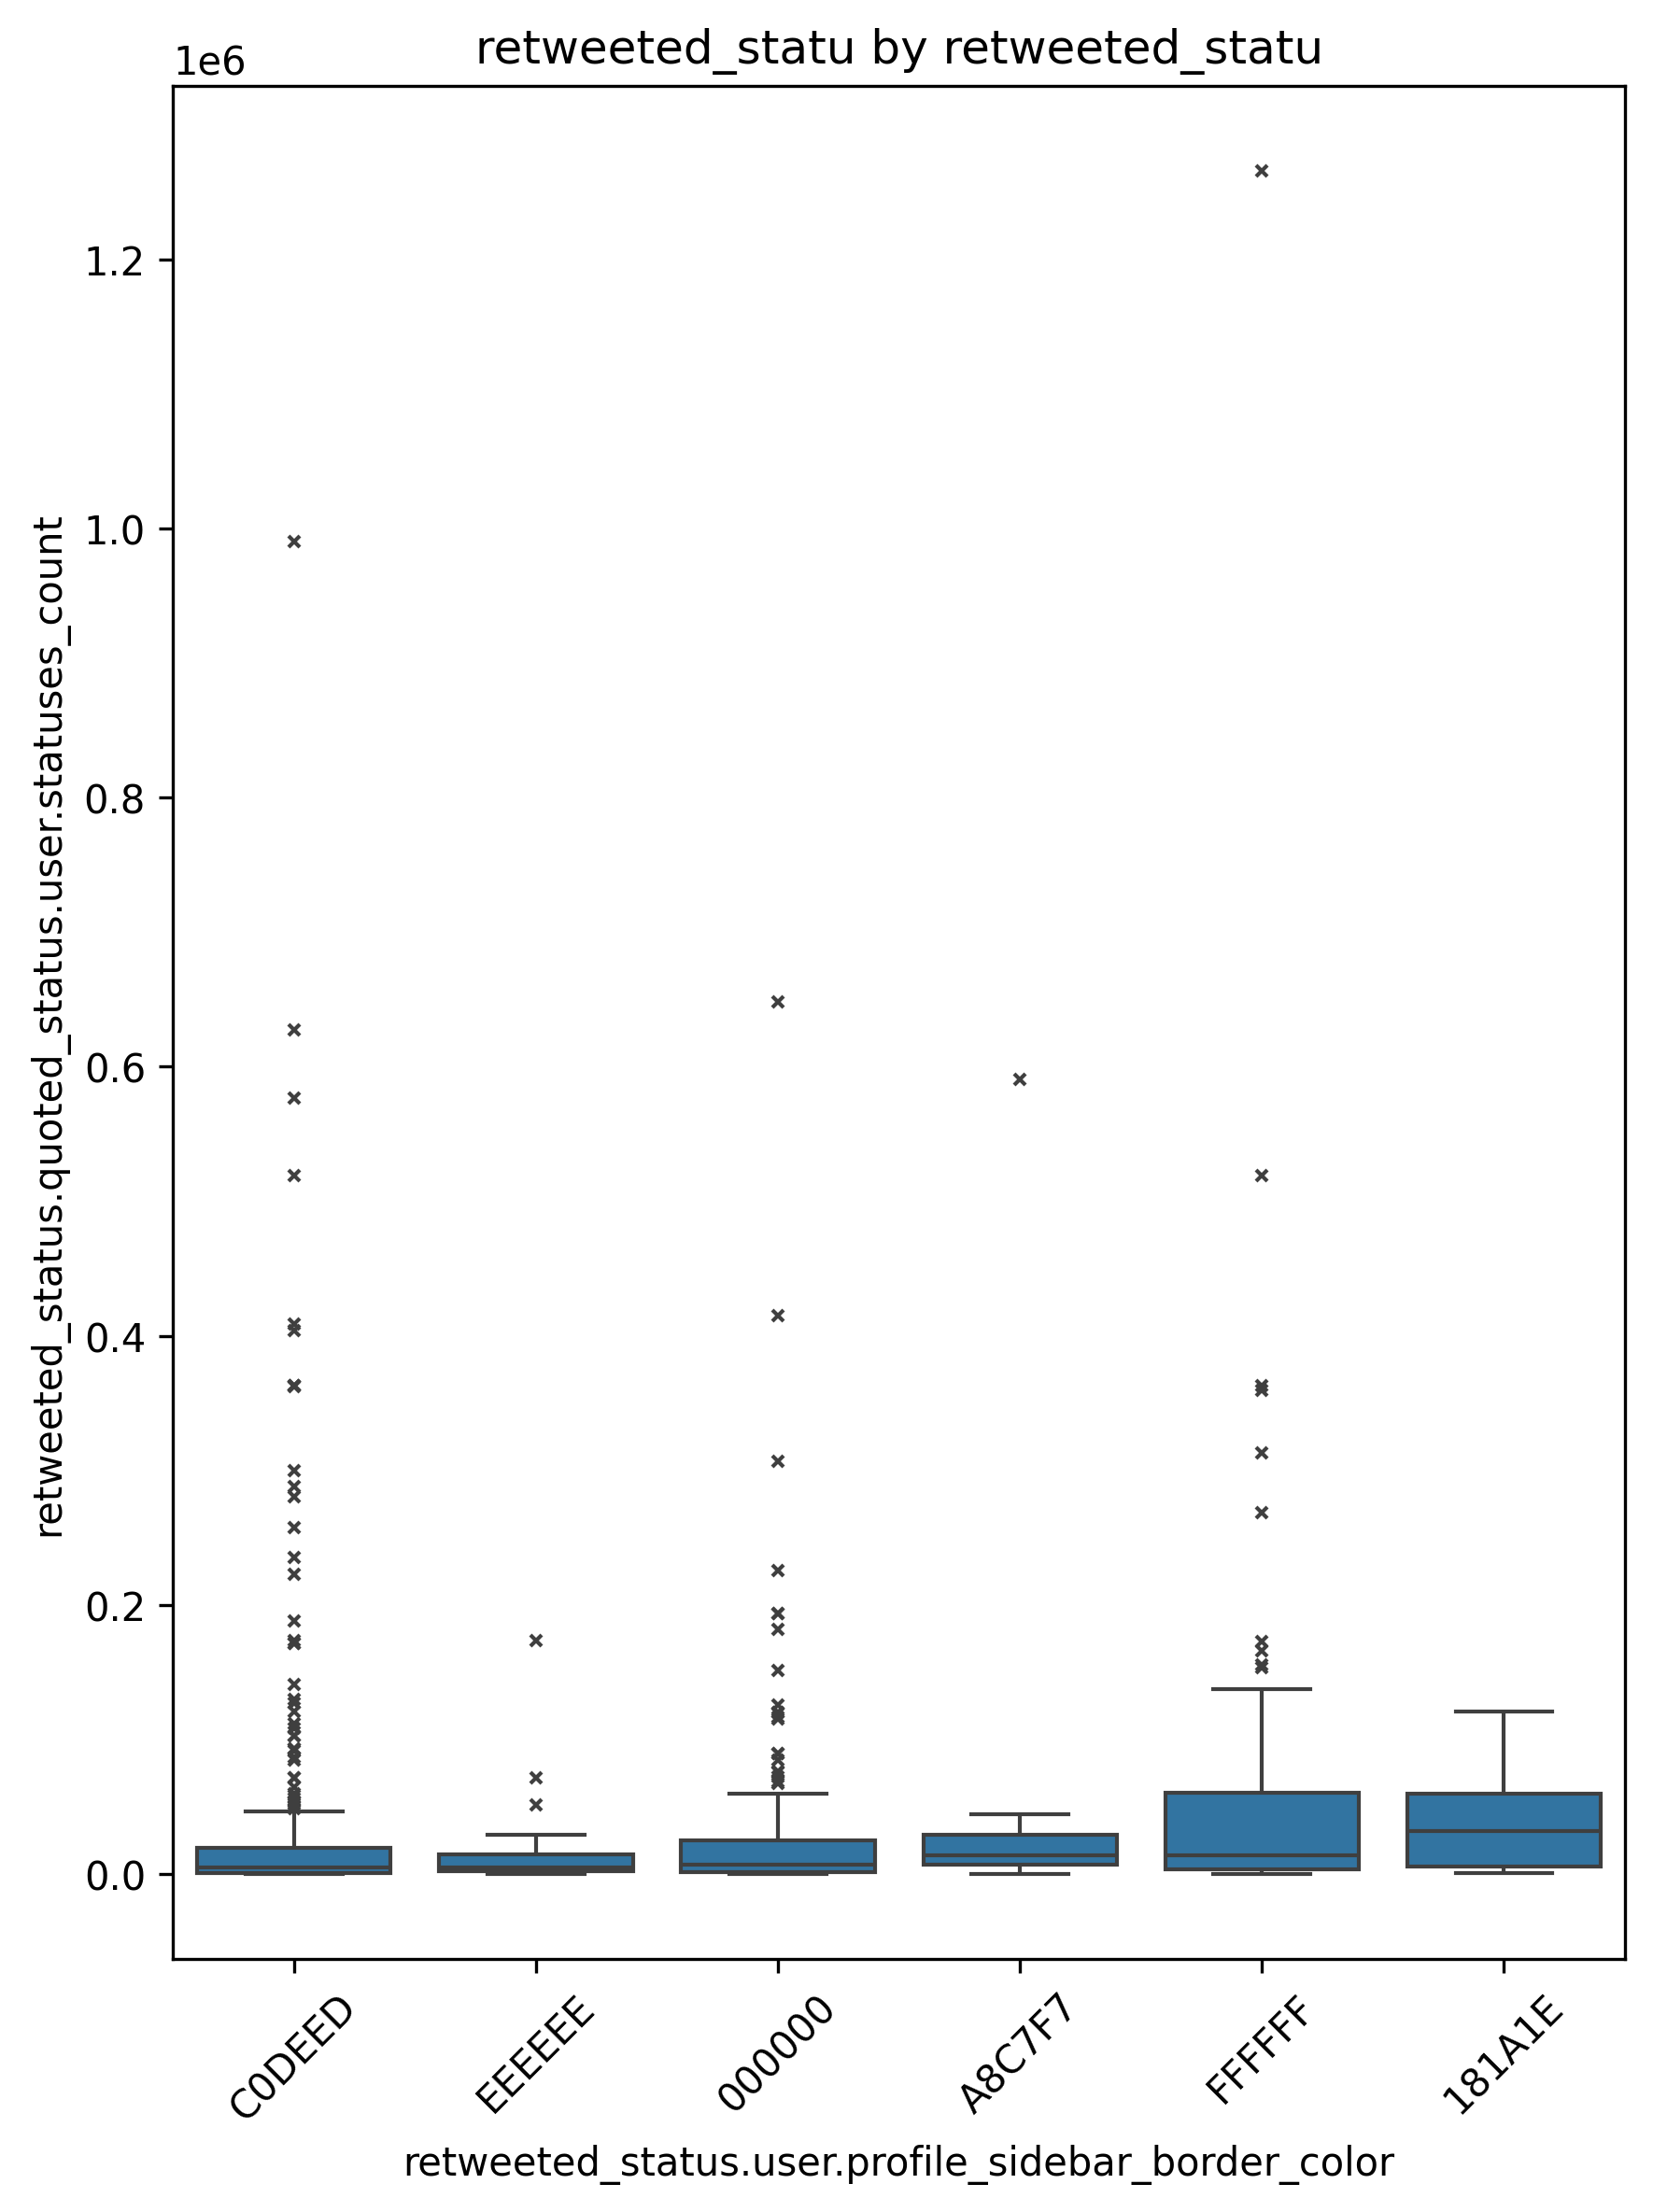 retweeted_statu by retweeted_statu
1e6
1.2
1.0
0.8
0.6
0.4
0.2
0.0
retweeted_status.quoted_status.user.statuses_count
C0DEED
EEEEEE
000000
A8C7F7
FFFFFF
181A1E
retweeted_status.user.profile_sidebar_border_color